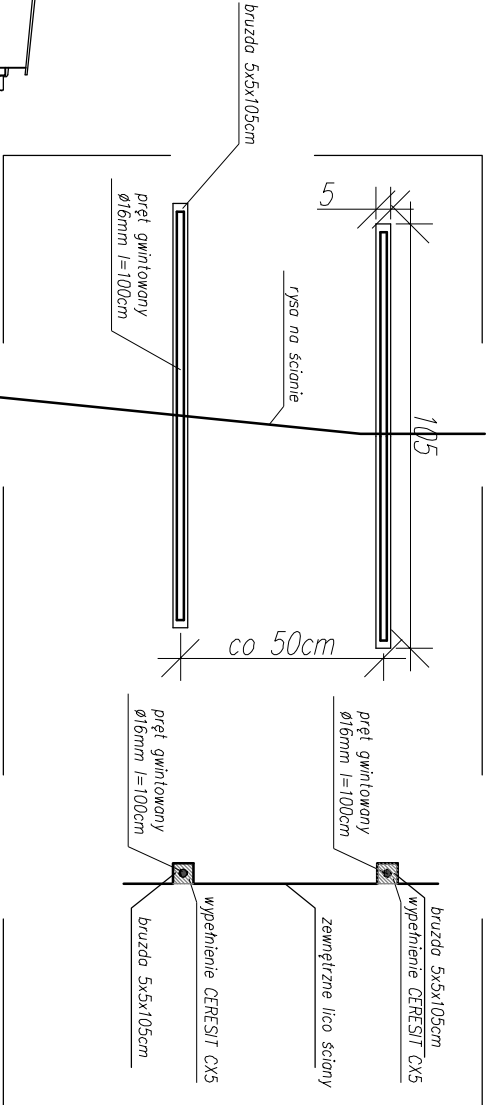 bruzda 5x5x105cm
pręt gwintowany
ø16mm l=100cm
rysa na ścianie
5
105
co 50cm
pręt gwintowany
ø16mm l=100cm
pręt gwintowany
ø16mm l=100cm
bruzda 5x5x105cm
wypełnienie CERESIT CX5
zewnętrzne lico ściany
wypełnienie CERESIT CX5
bruzda 5x5x105cm